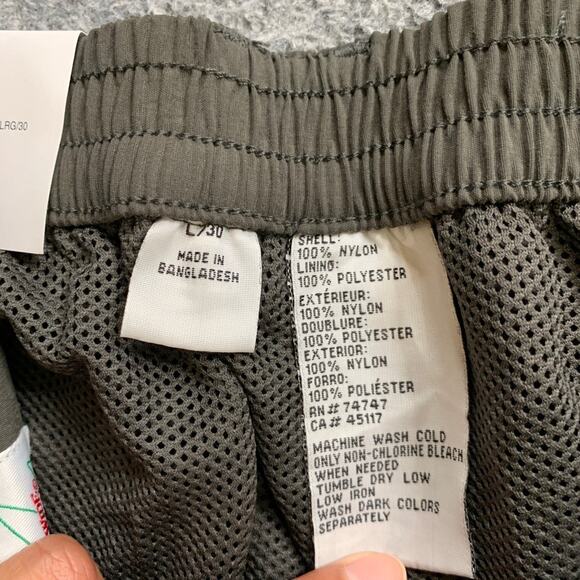 LRG/30
L/30
MADE IN
BANGLADESH
SHELL:
100% NYLON
LINING:
100% POLYESTER
EXTÉRIEUR:
100% NYLON
DOUBLURE:
100% POLYESTER
EXTERIOR:
100% NYLON
FORRO:
100% POLIÉSTER
RN# 74747
CA# 45117
MACHINE WASH COLD
ONLY NON-CHLORINE BLEACH
WHEN NEEDED
TUMBLE DRY LOW
LOW IRON
WASH DARK COLORS
SEPARATELY